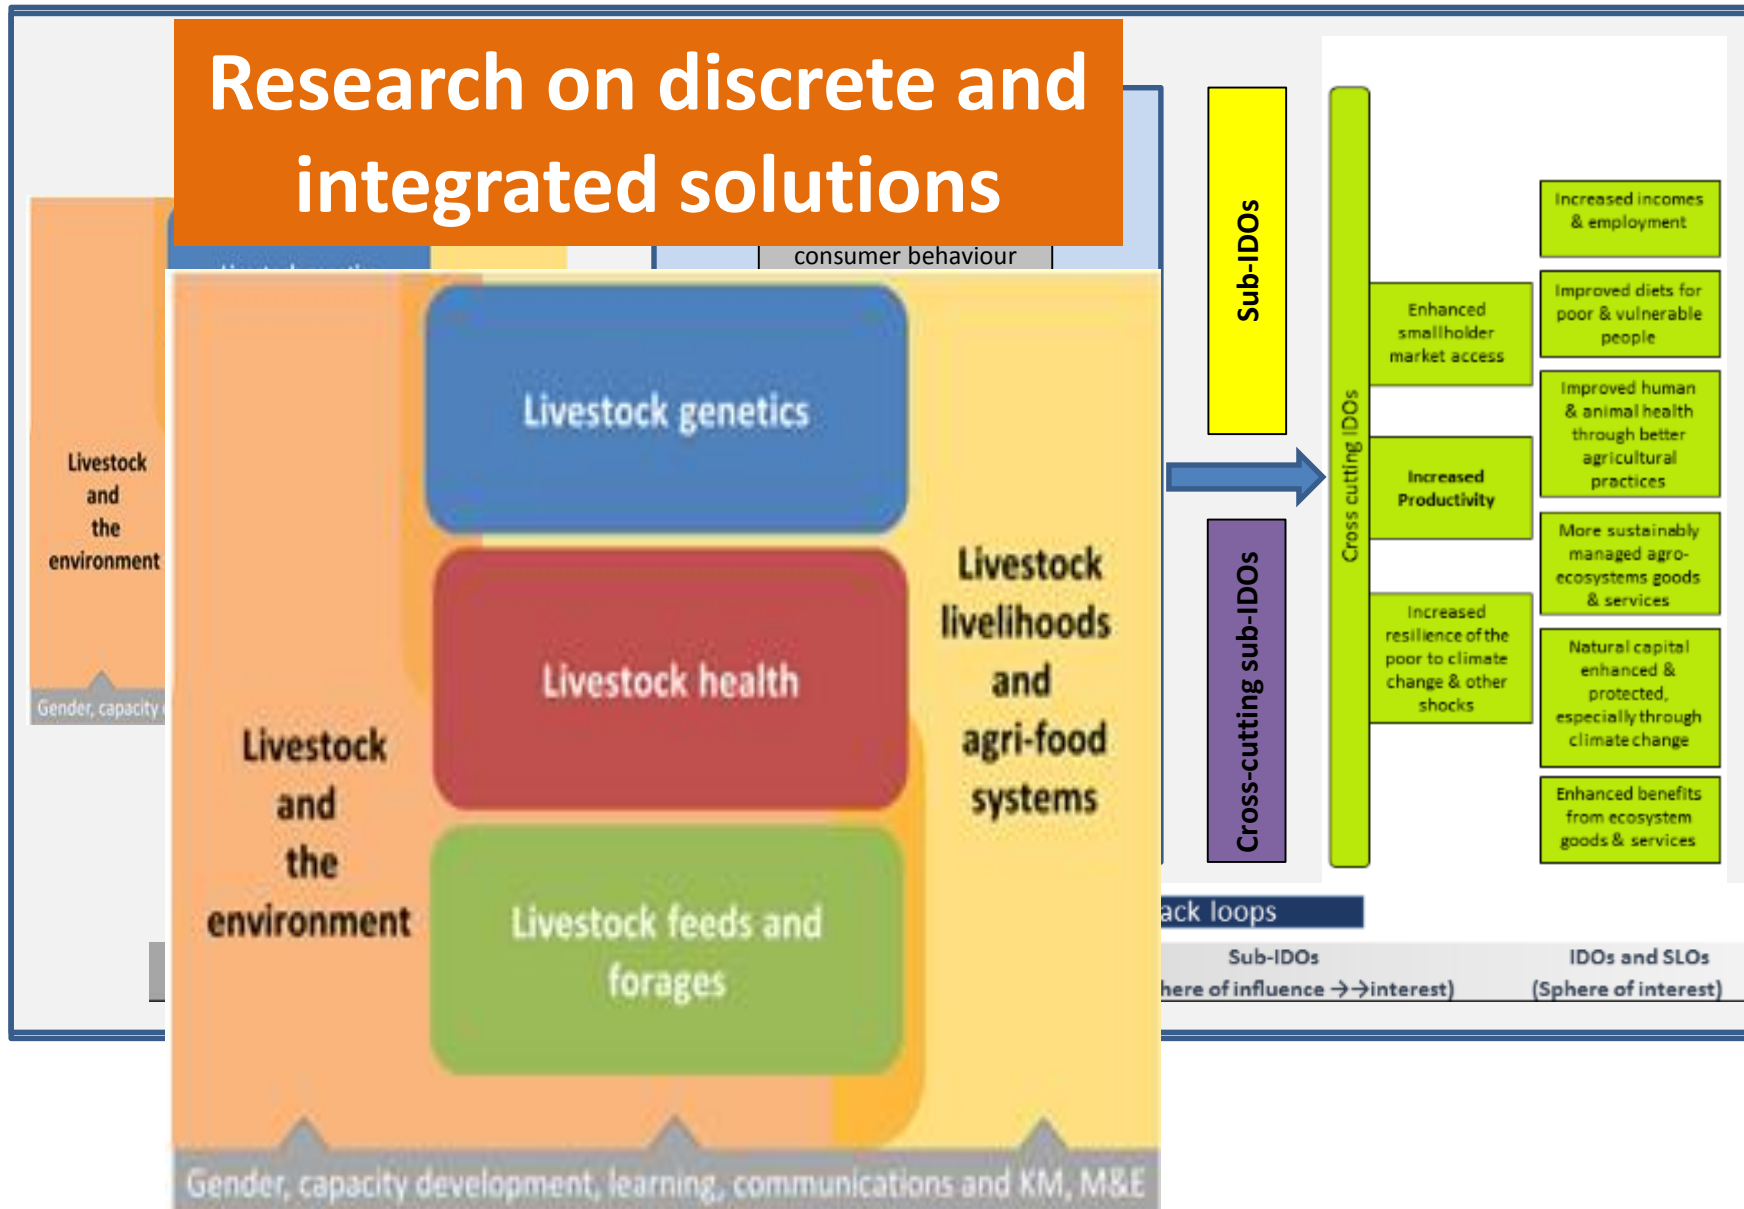 Research on discrete and
integrated solutions
consumer behaviour
Livestock
and
the
environment
Gender, capacity
Livestock genetics
Livestock health
Livestock feeds and
forages
Livestock
and
the
environment
Livestock
livelihoods
and
agri-food
systems
Gender, capacity development, learning, communications and KM, M&E
Sub-IDOs
Cross-cutting sub-IDOs
Cross cutting IDOs
Enhanced
smallholder
market access
Increased
Productivity
Increased
resilience of the
poor to climate
change & other
shocks
Increased incomes
& employment
Improved diets for
poor & vulnerable
people
Improved human
& animal health
through better
agricultural
practices
More sustainably
managed agro-
ecosystems goods
& services
Natural capital
enhanced &
protected,
especially through
climate change
Enhanced benefits
from ecosystem
goods & services
ack loops
Sub-IDOs
here of influence →→interest)
IDOs and SLOs
(Sphere of interest)